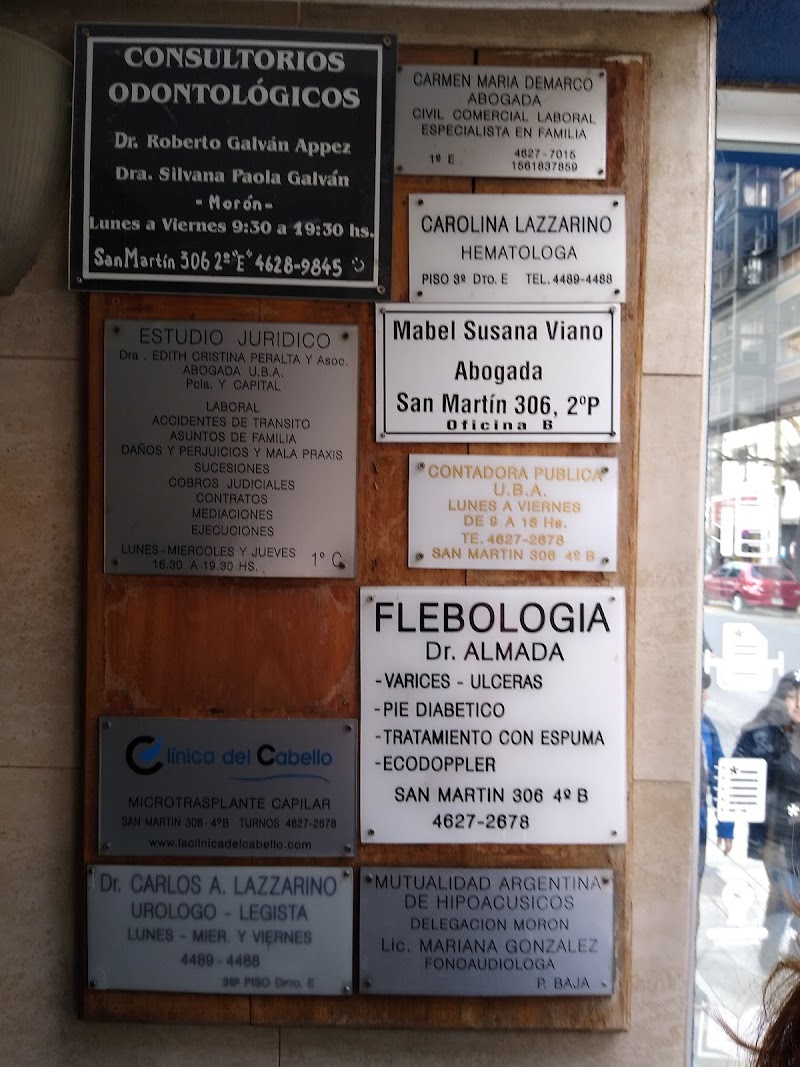 CONSULTORIOS
ODONTOLÓGICOS
Dr. Roberto Galván Appez
Dra. Silvana Paola Galván
- Morón -
Lunes a Viernes 9:30 a 19:30 hs.
San Martín 306 2º "E" 4628-9845
CARMEN MARIA DEMARCO
ABOGADA
CIVIL COMERCIAL LABORAL
ESPECIALISTA EN FAMILIA
1º E 4627-7015
1561837859
CAROLINA LAZZARINO
HEMATOLOGA
PISO 3º DTO. E TEL. 4489-4488
ESTUDIO JURIDICO
Dra. EDITH CRISTINA PERALTA Y Asoc.
ABOGADA U.B.A.
Pcia. Y CAPITAL
LABORAL
ACCIDENTES DE TRANSITO
ASUNTOS DE FAMILIA
DAÑOS Y PERJUICIOS Y MALA PRAXIS
SUCESIONES
COBROS JUDICIALES
CONTRATOS
MEDIACIONES
EJECUCIONES
LUNES-MIERCOLES Y JUEVES
16.30 A 19.30 HS. 1º C
Mabel Susana Viano
Abogada
San Martín 306, 2ºP
Oficina B
CONTADORA PUBLICA
U.B.A.
LUNES A VIERNES
DE 9 A 18 Hs.
TE. 4627-2678
SAN MARTIN 306 4º B
FLEBOLOGIA
Dr. ALMADA
-VARICES - ULCERAS
-PIE DIABETICO
-TRATAMIENTO CON ESPUMA
-ECODOPPLER
SAN MARTIN 306 4º B
4627-2678
Clínica del Cabello
MICROTRASPLANTE CAPILAR
SAN MARTIN 306 - 4ºB TURNOS 4627-2678
www.laclinicadelcabello.com
Dr. CARLOS A. LAZZARINO
UROLOGO - LEGISTA
LUNES - MIER. Y VIERNES
4489-4488
3er PISO DPTO. E
MUTUALIDAD ARGENTINA
DE HIPOACUSICOS
DELEGACION MORON
Lic. MARIANA GONZALEZ
FONOAUDIOLOGA
P. BAJA